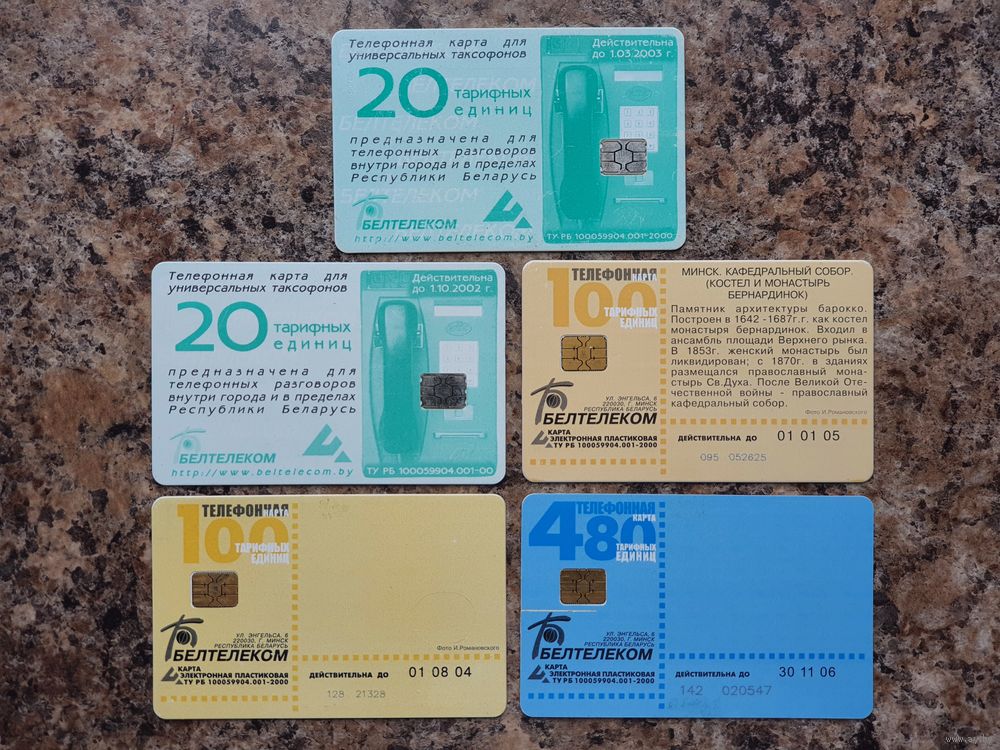 Телефонная карта для
универсальных таксофонов
20 тарифных
единиц
предназначена для
телефонных разговоров
внутри города и в пределах
Республики Беларусь
БЕЛТЕЛЕКОМ
http://www.beltelecom.by
Действительна
до 1.03.2003 г.
ТУ РБ 100059904.001-2000
Телефонная карта для
универсальных таксофонов
20 тарифных
единиц
предназначена для
телефонных разговоров
внутри города и в пределах
Республики Беларусь
БЕЛТЕЛЕКОМ
http://www.beltelecom.by
Действительна
до 1.10.2002 г.
ТУ РБ 100059904.001-00
ТЕЛЕФОННАЯ
КАРТА
100
ТАРИФНЫХ
ЕДИНИЦ
УЛ. ЭНГЕЛЬСА, 6
220030, Г. МИНСК
РЕСПУБЛИКА БЕЛАРУСЬ
БЕЛТЕЛЕКОМ
КАРТА
ЭЛЕКТРОННАЯ ПЛАСТИКОВАЯ
ТУ РБ 100059904.001-2000
МИНСК. КАФЕДРАЛЬНЫЙ СОБОР.
(КОСТЕЛ И МОНАСТЫРЬ
БЕРНАРДИНОК)
Памятник архитектуры барокко.
Построен в 1642 -1687г.г. как костел
монастыря бернардинок. Входил в
ансамбль площади Верхнего рынка.
В 1853г. женский монастырь был
ликвидирован; с 1870г. в зданиях
размещался православный мона-
стырь Св.Духа. После Великой Оте-
чественной войны - православный
кафедральный собор.
Фото И.Романовского
ДЕЙСТВИТЕЛЬНА ДО 01 01 05
095 052625
ТЕЛЕФОННАЯ
КАРТА
100
ТАРИФНЫХ
ЕДИНИЦ
УЛ. ЭНГЕЛЬСА, 6
220030, Г. МИНСК
РЕСПУБЛИКА БЕЛАРУСЬ
БЕЛТЕЛЕКОМ
КАРТА
ЭЛЕКТРОННАЯ ПЛАСТИКОВАЯ
ТУ РБ 100059904.001-2000
Фото И.Романовского
ДЕЙСТВИТЕЛЬНА ДО 01 08 04
128 21328
ТЕЛЕФОННАЯ
КАРТА
480
ТАРИФНЫХ
ЕДИНИЦ
УЛ. ЭНГЕЛЬСА, 6
220030, Г. МИНСК
РЕСПУБЛИКА БЕЛАРУСЬ
БЕЛТЕЛЕКОМ
КАРТА
ЭЛЕКТРОННАЯ ПЛАСТИКОВАЯ
ТУ РБ 100059904.001-2000
ДЕЙСТВИТЕЛЬНА ДО 30 11 06
142 020547